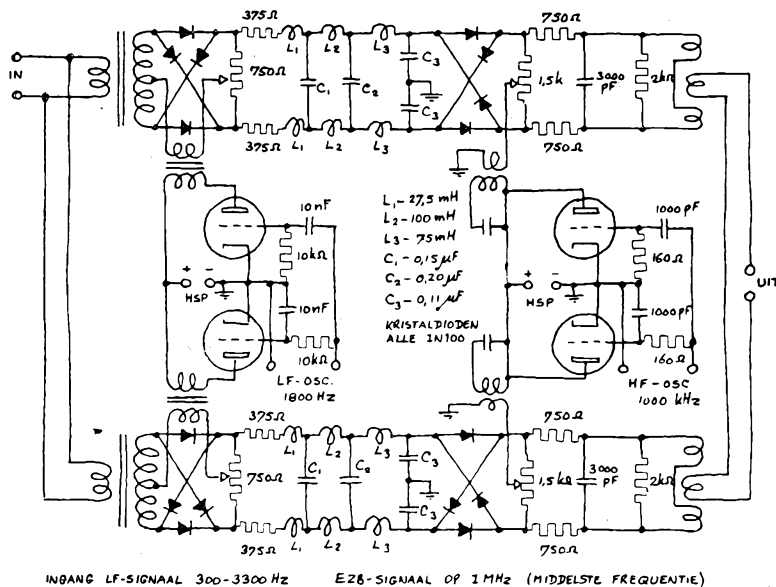 375Ω L₁ L₂ L₃ 750Ω
IN
750Ω C₁ C₂ C₃ C₃ 1,5k 3000 pF 2kΩ
375Ω L₁ L₂ L₃ 750Ω
10nF
10kΩ
+ - HSP
10nF
10kΩ
LF-OSC.
1800 Hz
L₁ - 27,5 mH
L₂ - 100 mH
L₃ - 75 mH
C₁ - 0,15 µF
C₂ - 0,20 µF
C₃ - 0,11 µF
KRISTALDIODEN
ALLE IN100
1000 pF
160Ω
+ - HSP
1000 pF
160Ω
HF-OSC
1000 kHz
UIT
375Ω L₁ L₂ L₃ 750Ω
750Ω C₁ C₂ C₃ C₃ 1,5kΩ 3000 pF 2kΩ
375Ω L₁ L₂ L₃ 750Ω
INGANG LF-SIGNAAL 300-3300 Hz EZB-SIGNAAL OP 1 MHz (MIDDELSTE FREQUENTIE)